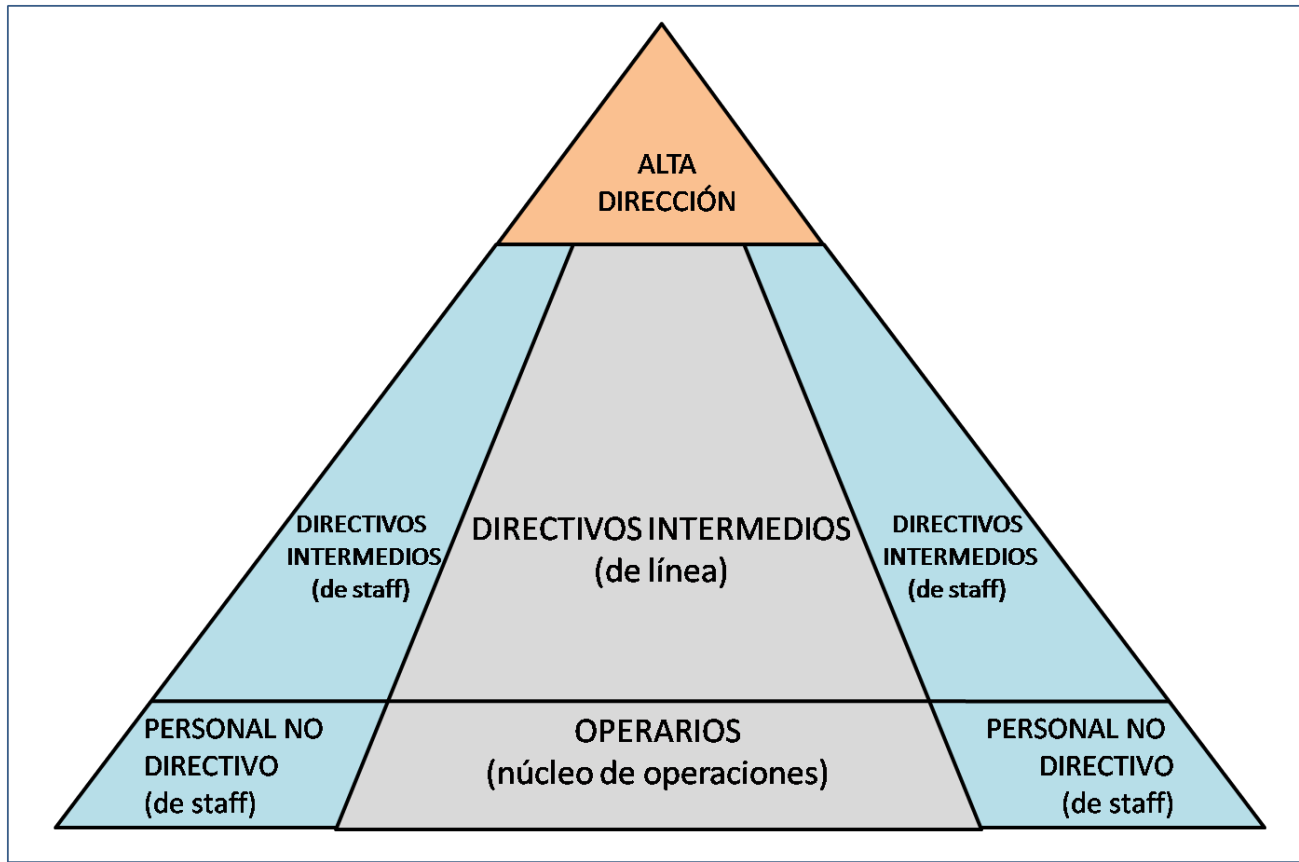 ALTA
DIRECCIÓN
DIRECTIVOS
INTERMEDIOS
(de staff)
DIRECTIVOS INTERMEDIOS
(de línea)
DIRECTIVOS
INTERMEDIOS
(de staff)
PERSONAL NO
DIRECTIVO
(de staff)
OPERARIOS
(núcleo de operaciones)
PERSONAL NO
DIRECTIVO
(de staff)